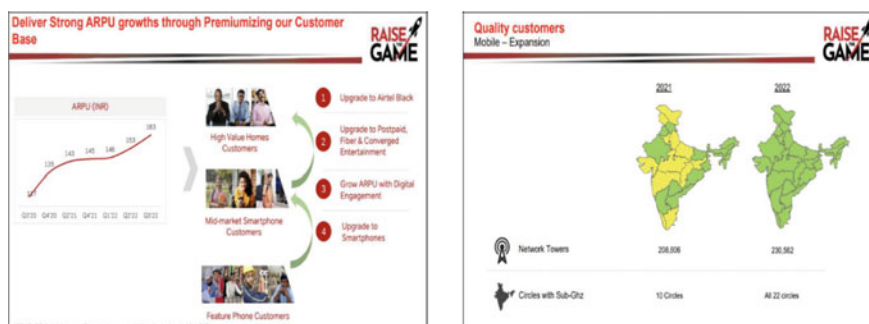 Deliver Strong ARPU growths through Premiumizing our Customer
Base
RAISE
THE
GAME
ARPU (INR)
135
143
145
146
153
163
Q3'20
Q4'20
Q2'21
Q4'21
Q1'22
Q2'22
Q3'22
High Value Homes
Customers
Mid-market Smartphone
Customers
Feature Phone Customers
1 Upgrade to Airtel Black
2 Upgrade to Postpaid,
Fiber & Converged
Entertainment
3 Grow ARPU with Digital
Engagement
4 Upgrade to
Smartphones
Quality customers
Mobile – Expansion
RAISE
THE
GAME
2021 2022
Network Towers 208,606 230,562
Circles with Sub-Ghz 10 Circles All 22 circles